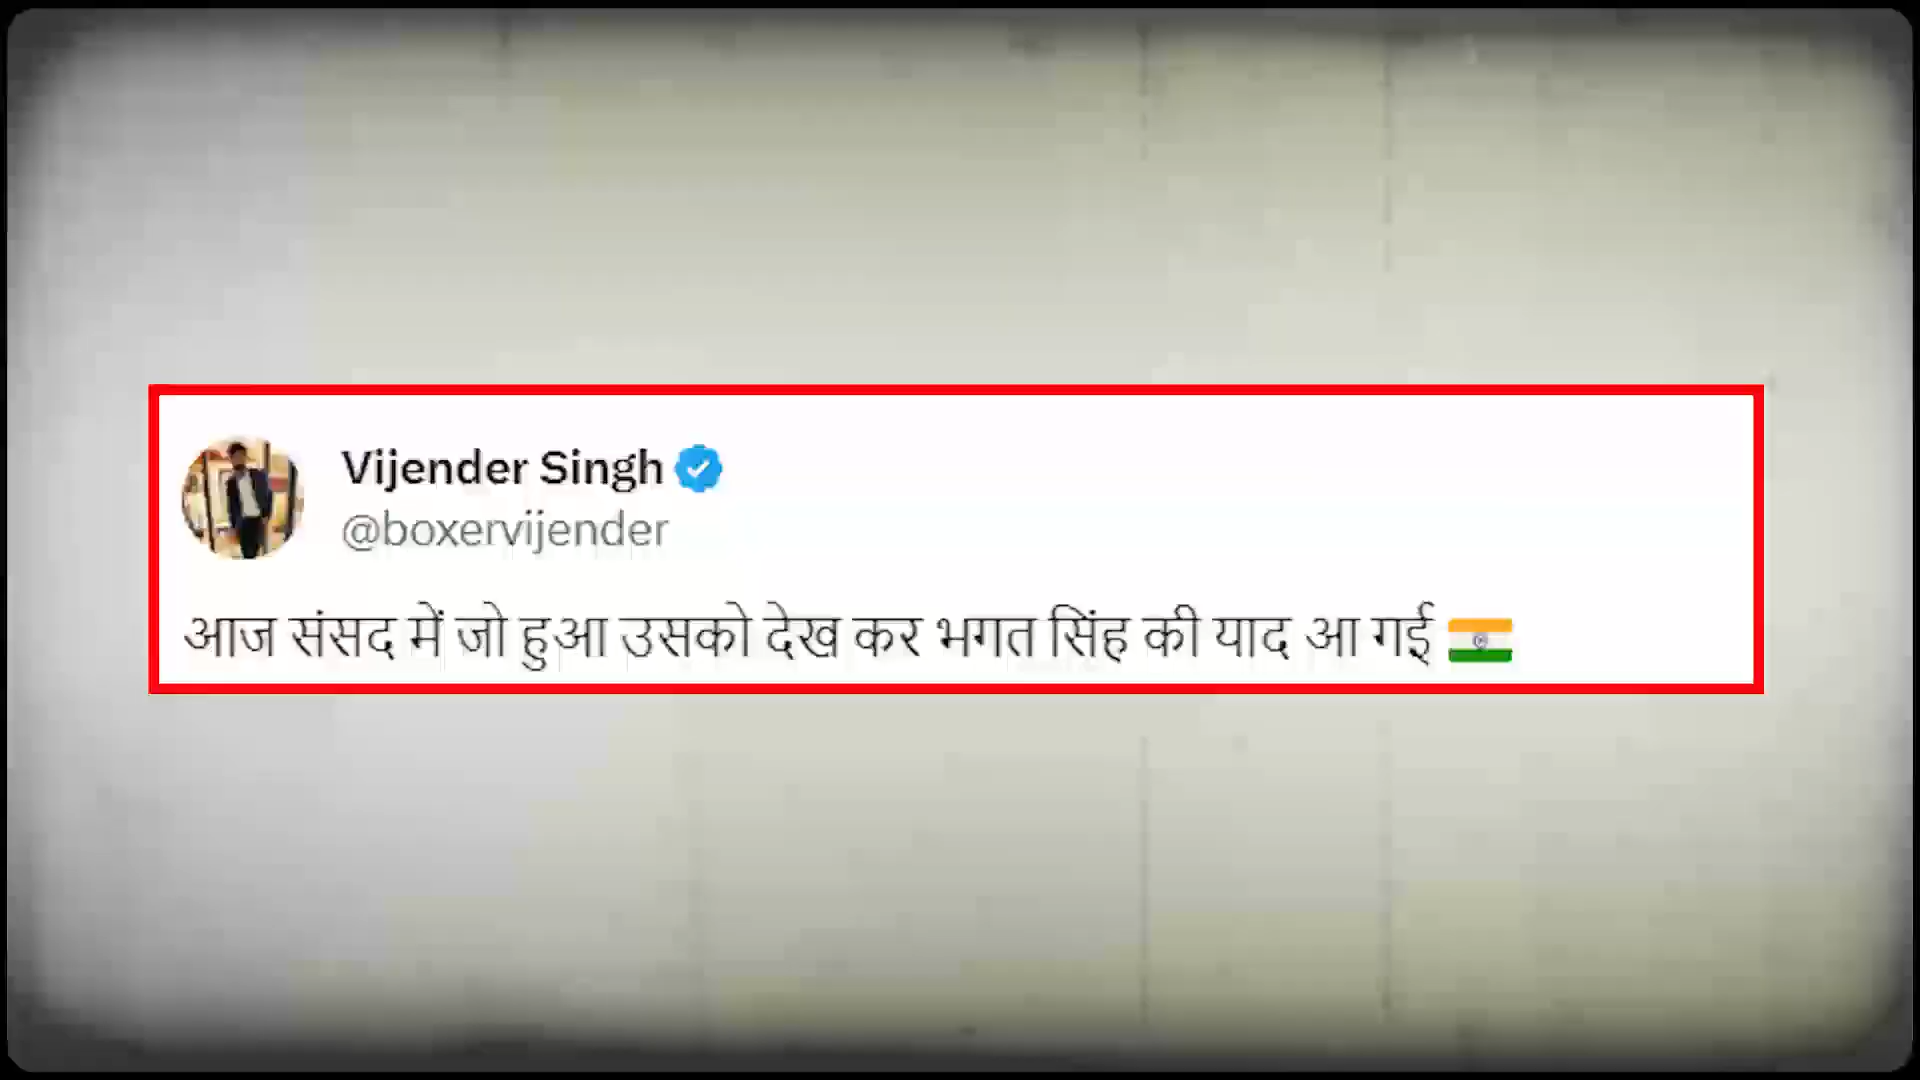 Vijender Singh
@boxervijender
आज संसद में जो हुआ उसको देख कर भगत सिंह की याद आ गई 🇮🇳